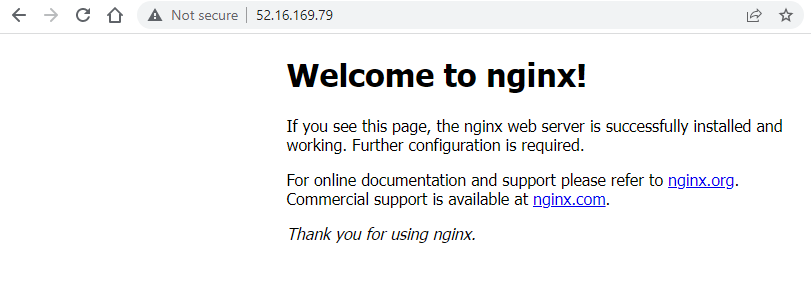 Not secure 52.16.169.79
Welcome to nginx!
If you see this page, the nginx web server is successfully installed and
working. Further configuration is required.
For online documentation and support please refer to nginx.org.
Commercial support is available at nginx.com.
Thank you for using nginx.